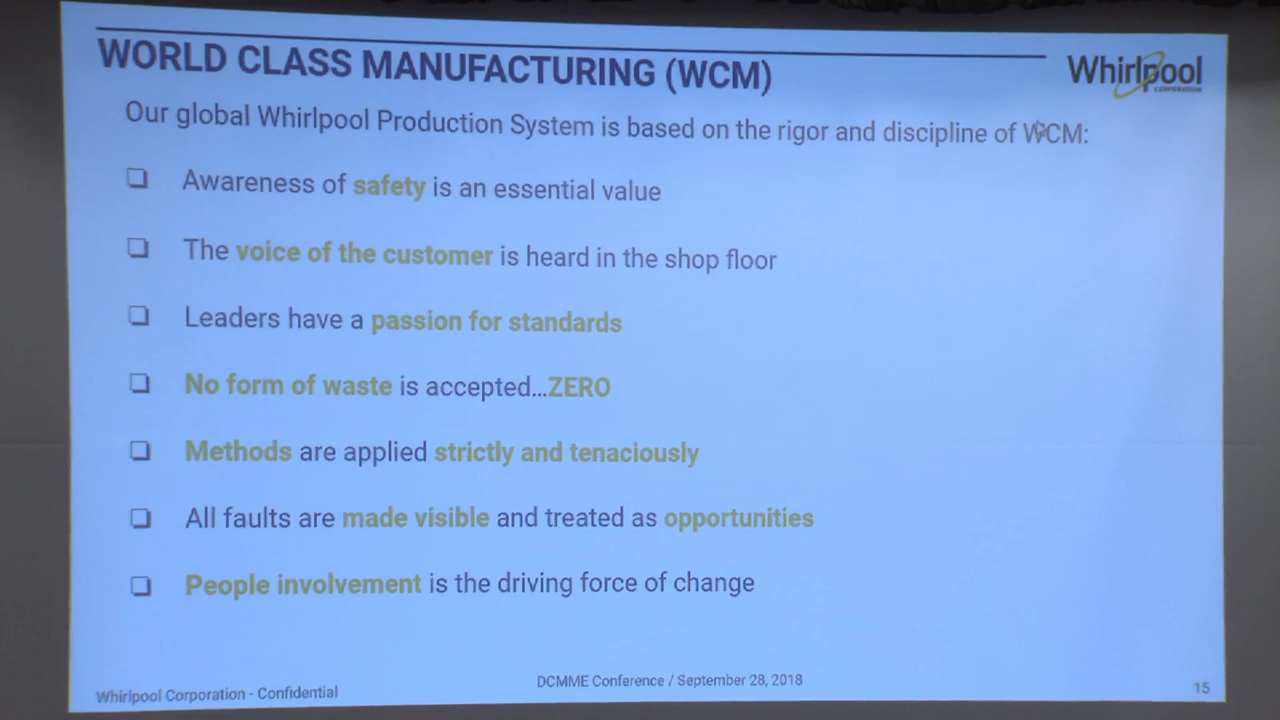 WORLD CLASS MANUFACTURING (WCM)
Whirlpool
CORPORATION
Our global Whirlpool Production System is based on the rigor and discipline of WCM:
Awareness of safety is an essential value
The voice of the customer is heard in the shop floor
Leaders have a passion for standards
No form of waste is accepted...ZERO
Methods are applied strictly and tenaciously
All faults are made visible and treated as opportunities
People involvement is the driving force of change
Whirlpool Corporation - Confidential
DCMME Conference / September 28, 2018
15